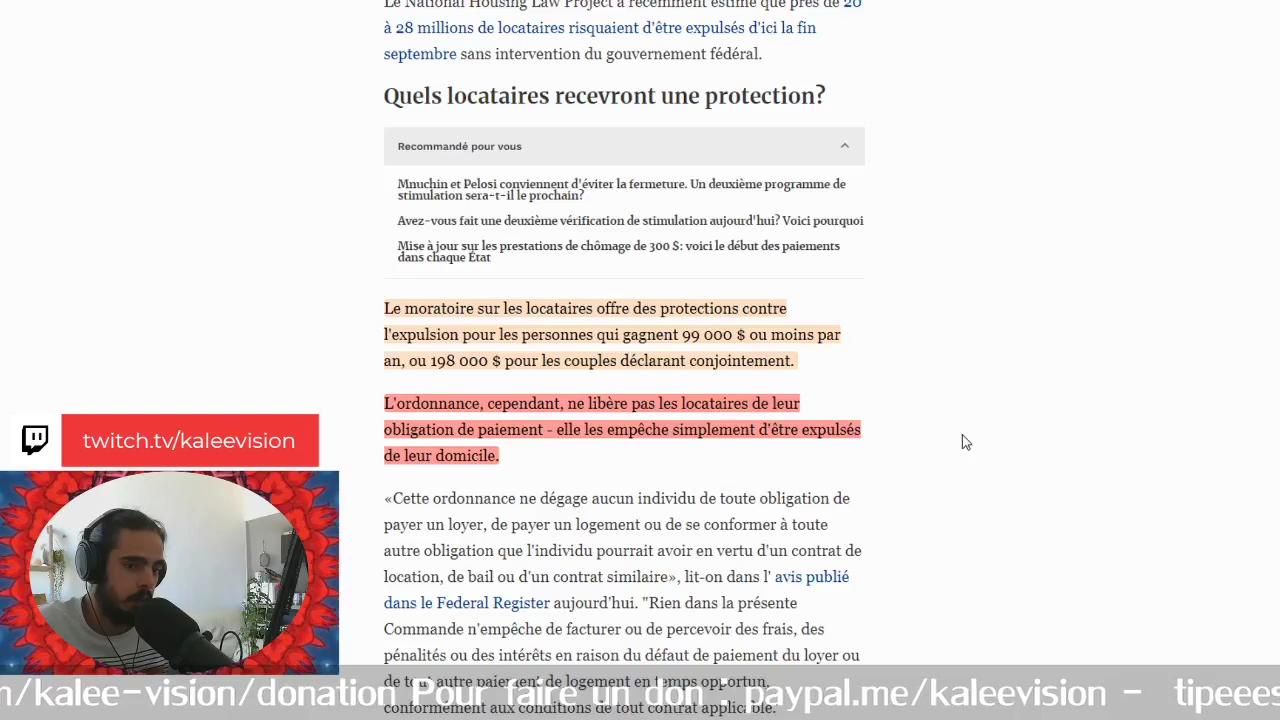 Le National Housing Law Project a récemment estimé que près de 20
à 28 millions de locataires risquaient d'être expulsés d'ici la fin
septembre sans intervention du gouvernement fédéral.
Quels locataires recevront une protection?
Recommandé pour vous
Mnuchin et Pelosi conviennent d'éviter la fermeture. Un deuxième programme de
stimulation sera-t-il le prochain?
Avez-vous fait une deuxième vérification de stimulation aujourd'hui? Voici pourquoi
Mise à jour sur les prestations de chômage de 300 $: voici le début des paiements
dans chaque État
Le moratoire sur les locataires offre des protections contre
l'expulsion pour les personnes qui gagnent 99 000 $ ou moins par
an, ou 198 000 $ pour les couples déclarant conjointement.
L'ordonnance, cependant, ne libère pas les locataires de leur
obligation de paiement - elle les empêche simplement d'être expulsés
de leur domicile.
twitch.tv/kaleevision
«Cette ordonnance ne dégage aucun individu de toute obligation de
payer un loyer, de payer un logement ou de se conformer à toute
autre obligation que l'individu pourrait avoir en vertu d'un contrat de
location, de bail ou d'un contrat similaire», lit-on dans l' avis publié
dans le Federal Register aujourd'hui. "Rien dans la présente
Commande n'empêche de facturer ou de percevoir des frais, des
pénalités ou des intérêts en raison du défaut de paiement du loyer ou
de tout autre paiement de logement en temps opportun,
conformément aux conditions de tout contrat applicable.
m/kalee-vision/donation Pour faire un don : paypal.me/kaleevision - tipees